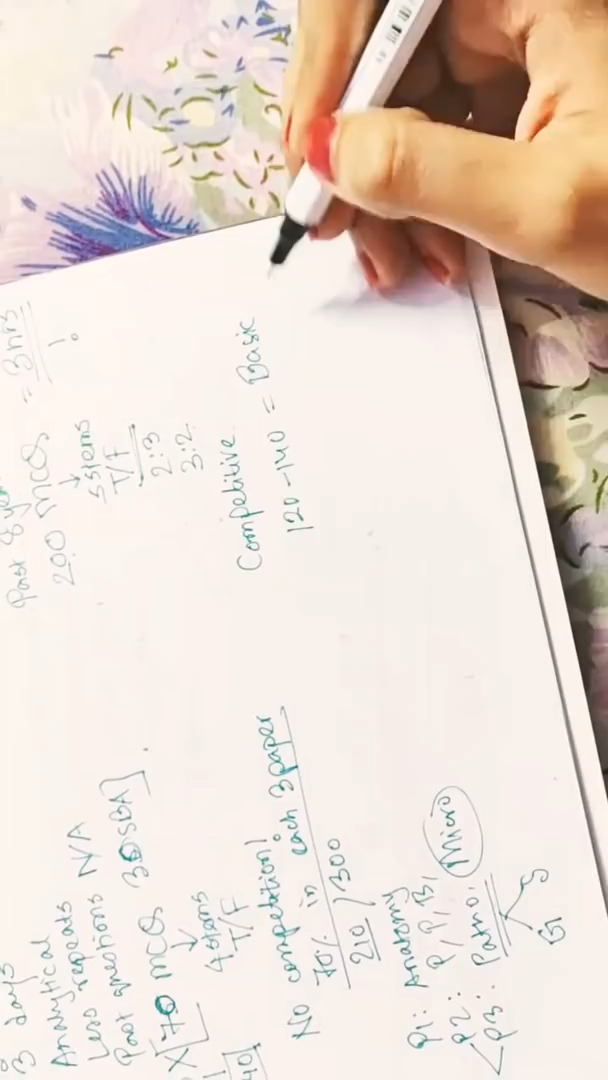 3 days
Analytical
Less repeats
Past questions N/A
X [70 MCQ 30 SBA].
↓
4 stems
T/F
No competition!
70% in each 3 paper
210/300
P1: Anatomy
P2: P, P, B,
P3: Patho, Micro
G S
Past 8
200 MCQ = 3 hrs
↓
5 stems
T/F
2:3
3:2
Competitive
120-140 = Basic